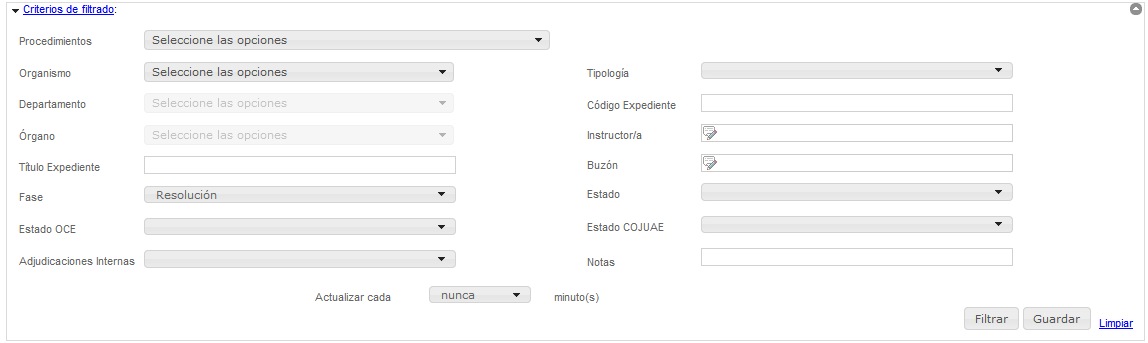 Criterios de filtrado:
Procedimientos Seleccione las opciones
Organismo Seleccione las opciones Tipología
Departamento Seleccione las opciones Código Expediente
Órgano Seleccione las opciones Instructor/a
Título Expediente Buzón
Fase Resolución Estado
Estado OCE Estado COJUAE
Adjudicaciones Internas Notas
Actualizar cada nunca minuto(s)
Filtrar Guardar Limpiar